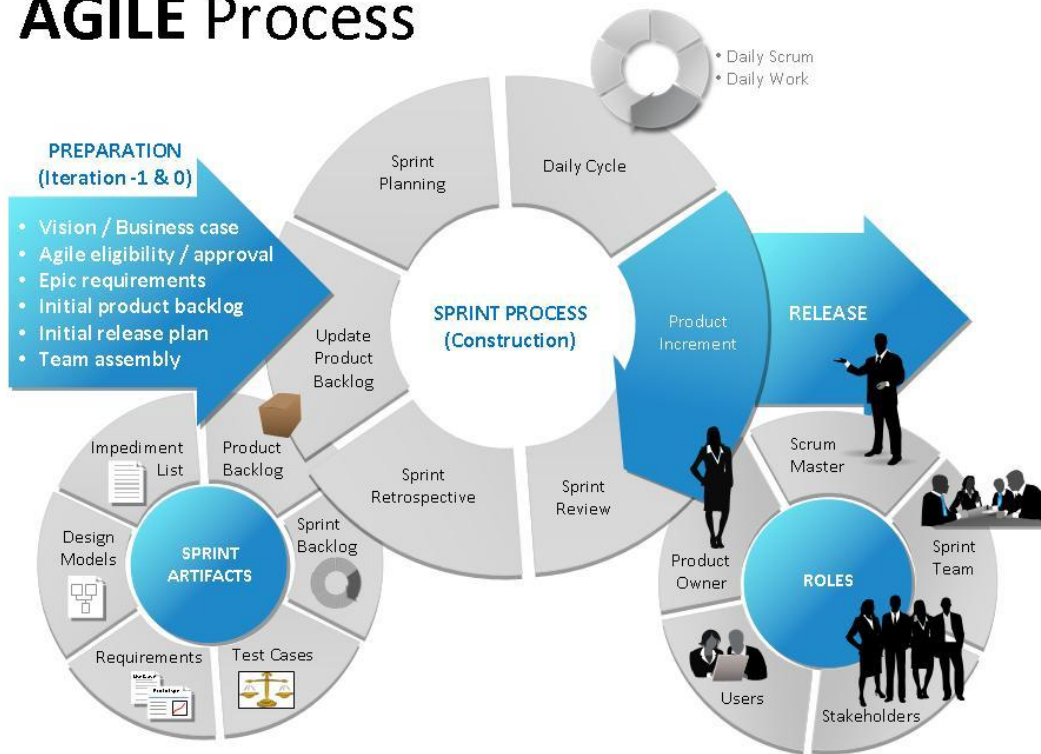 AGILE Process
• Daily Scrum
• Daily Work
PREPARATION
(Iteration -1 & 0)
• Vision / Business case
• Agile eligibility / approval
• Epic requirements
• Initial product backlog
• Initial release plan
• Team assembly
Sprint
Planning
Daily Cycle
Update
Product
Backlog
SPRINT PROCESS
(Construction)
Product
Increment
RELEASE
Sprint
Retrospective
Sprint
Review
Impediment
List
Product
Backlog
Design
Models
SPRINT
ARTIFACTS
Sprint
Backlog
Requirements
Test Cases
Scrum
Master
Product
Owner
ROLES
Sprint
Team
Users
Stakeholders